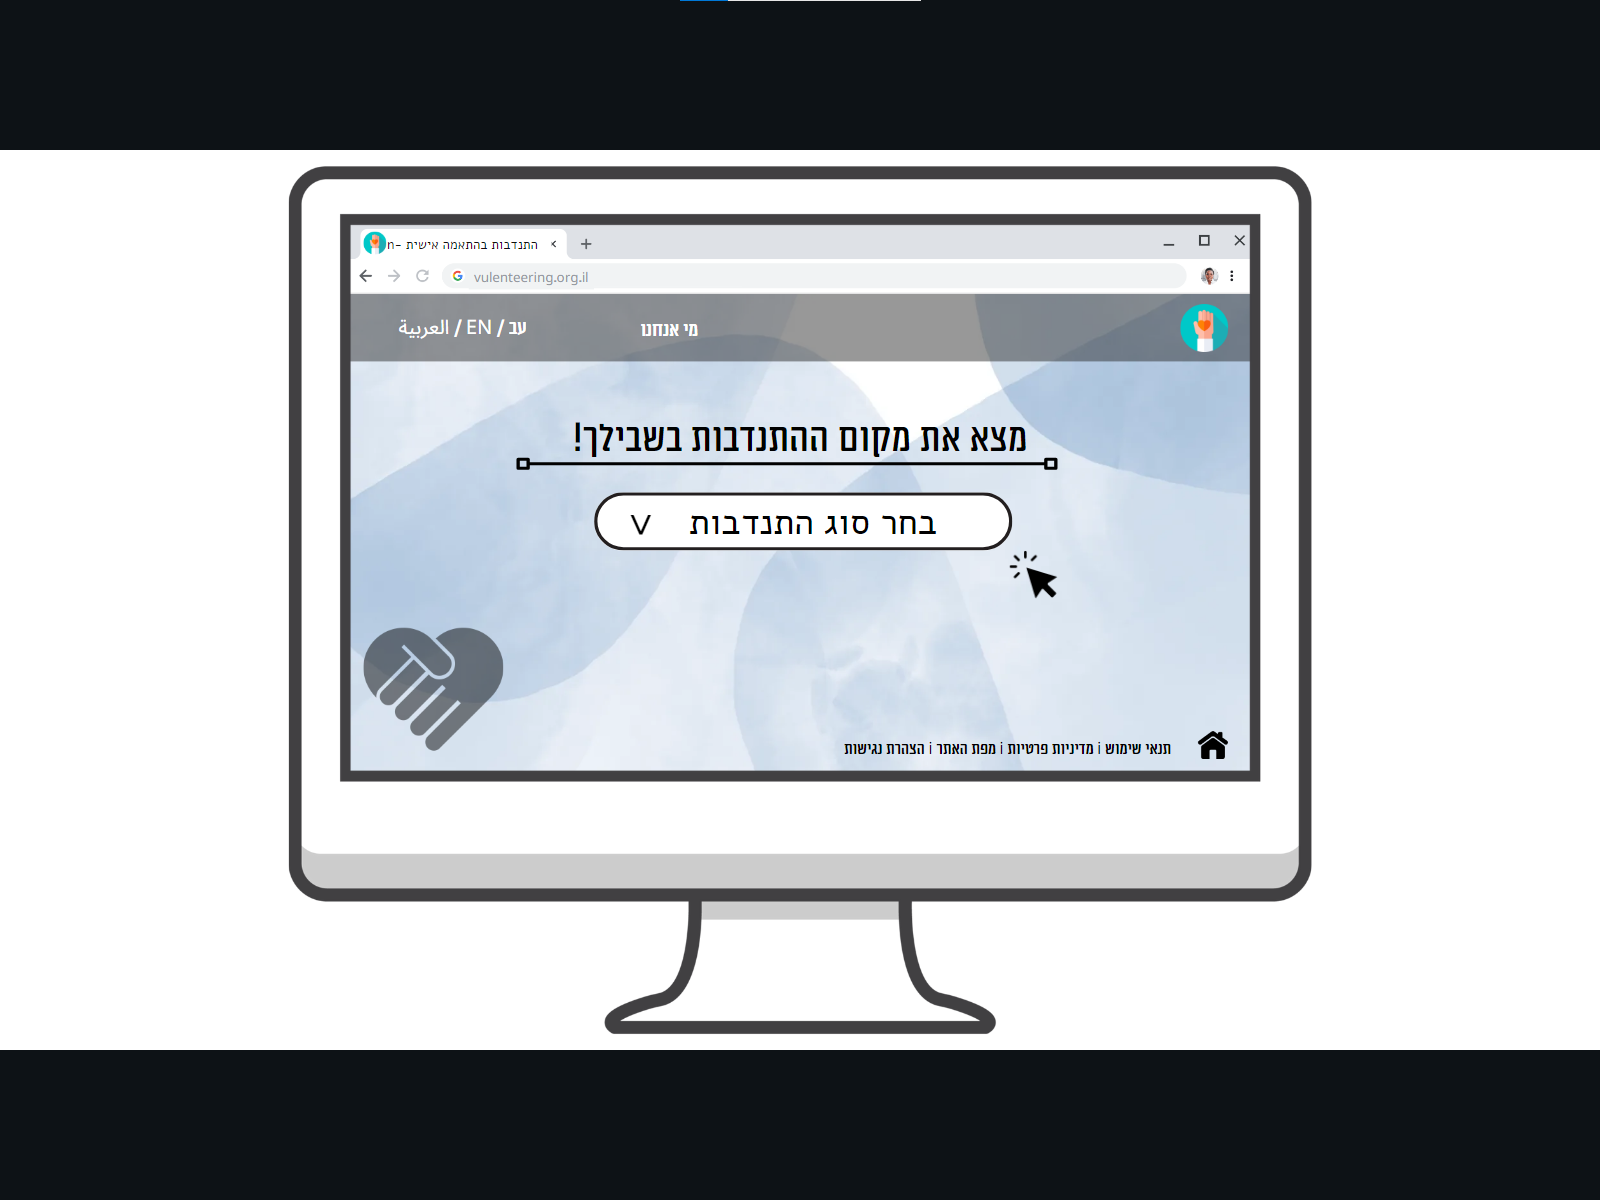 התנדבות בהתאמה אישית -n
vulenteering.org.il
מי אנחנו
עב / EN / العربية
מצא את מקום ההתנדבות בשבילך!
בחר סוג התנדבות V
תנאי שימוש | מדיניות פרטיות | מפת האתר | הצהרת נגישות